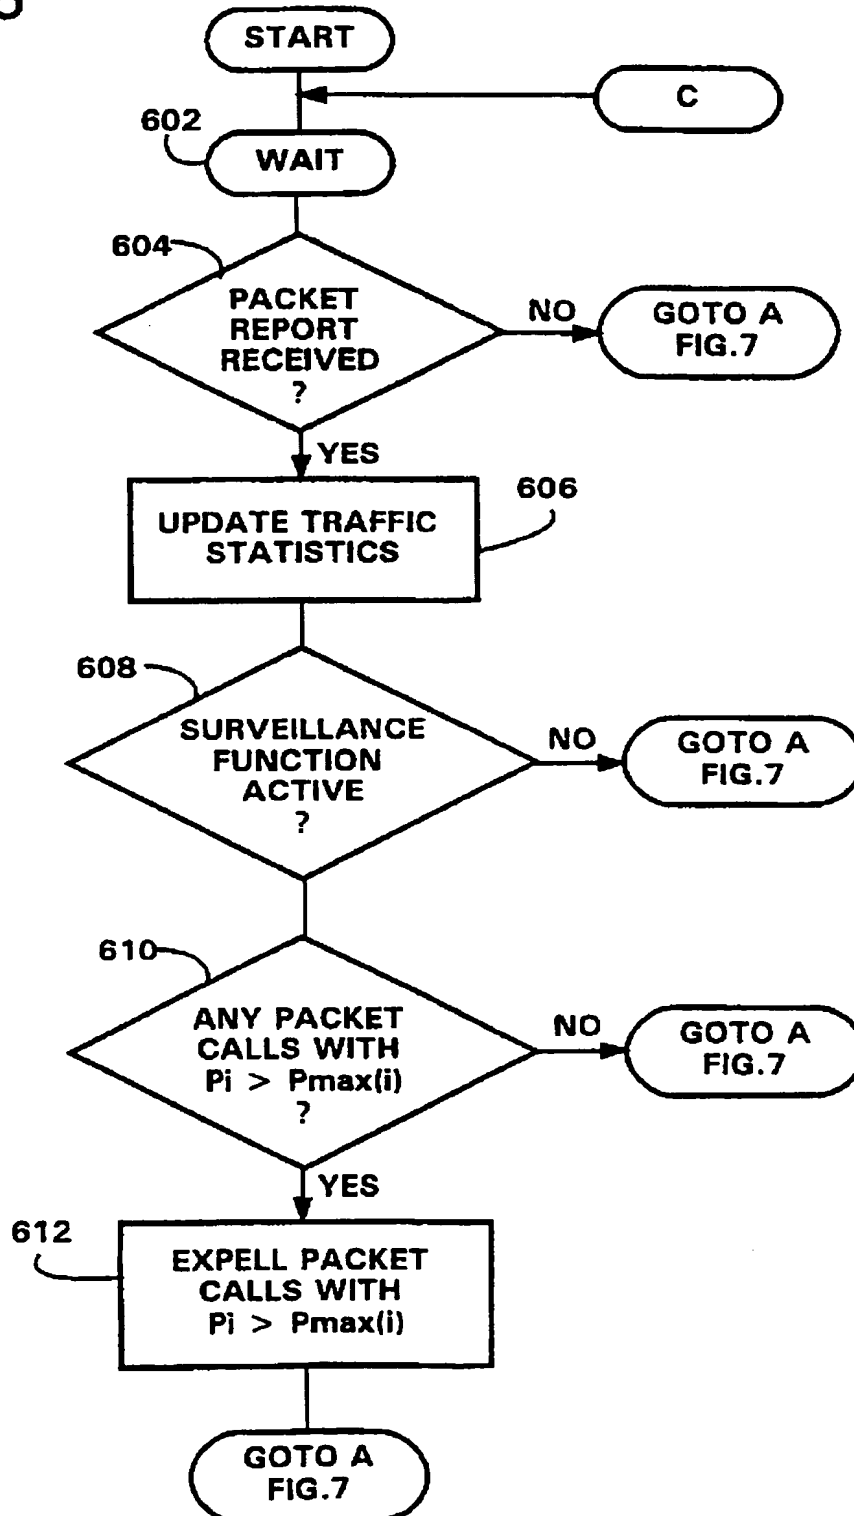 START
C
602
WAIT
604
PACKET
REPORT
RECEIVED
?
NO
GOTO A
FIG.7
YES
606
UPDATE TRAFFIC
STATISTICS
608
SURVEILLANCE
FUNCTION
ACTIVE
?
NO
GOTO A
FIG.7
610
ANY PACKET
CALLS WITH
Pi > Pmax(i)
?
NO
GOTO A
FIG.7
YES
612
EXPELL PACKET
CALLS WITH
Pi > Pmax(i)
GOTO A
FIG.7